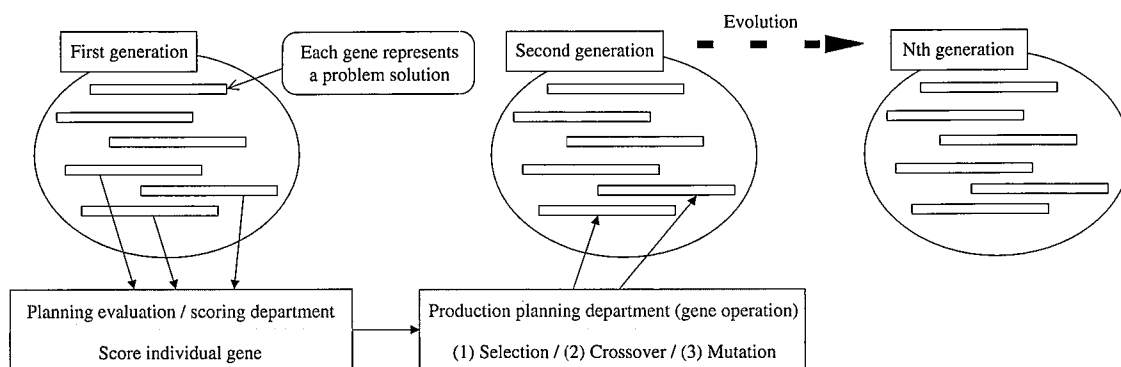 First generation
Each gene represents
a problem solution
Second generation
Evolution
Nth generation
Planning evaluation / scoring department
Score individual gene
Production planning department (gene operation)
(1) Selection / (2) Crossover / (3) Mutation